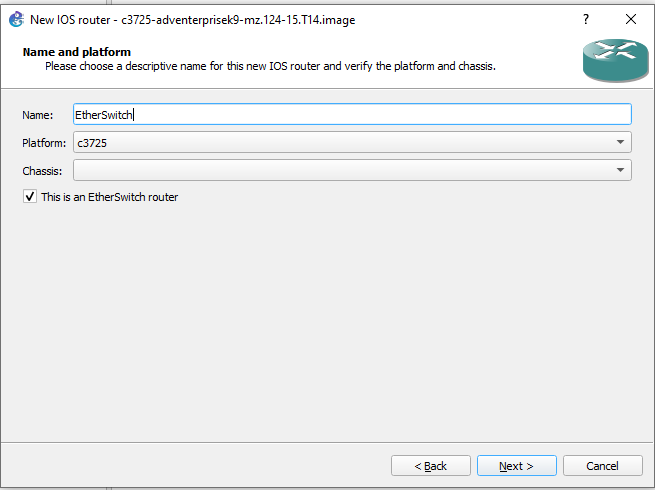 New IOS router - c3725-adventerprisek9-mz.124-15.T14.image
?
Name and platform
Please choose a descriptive name for this new IOS router and verify the platform and chassis.
Name: EtherSwitch
Platform: c3725
Chassis:
This is an EtherSwitch router
< Back Next > Cancel